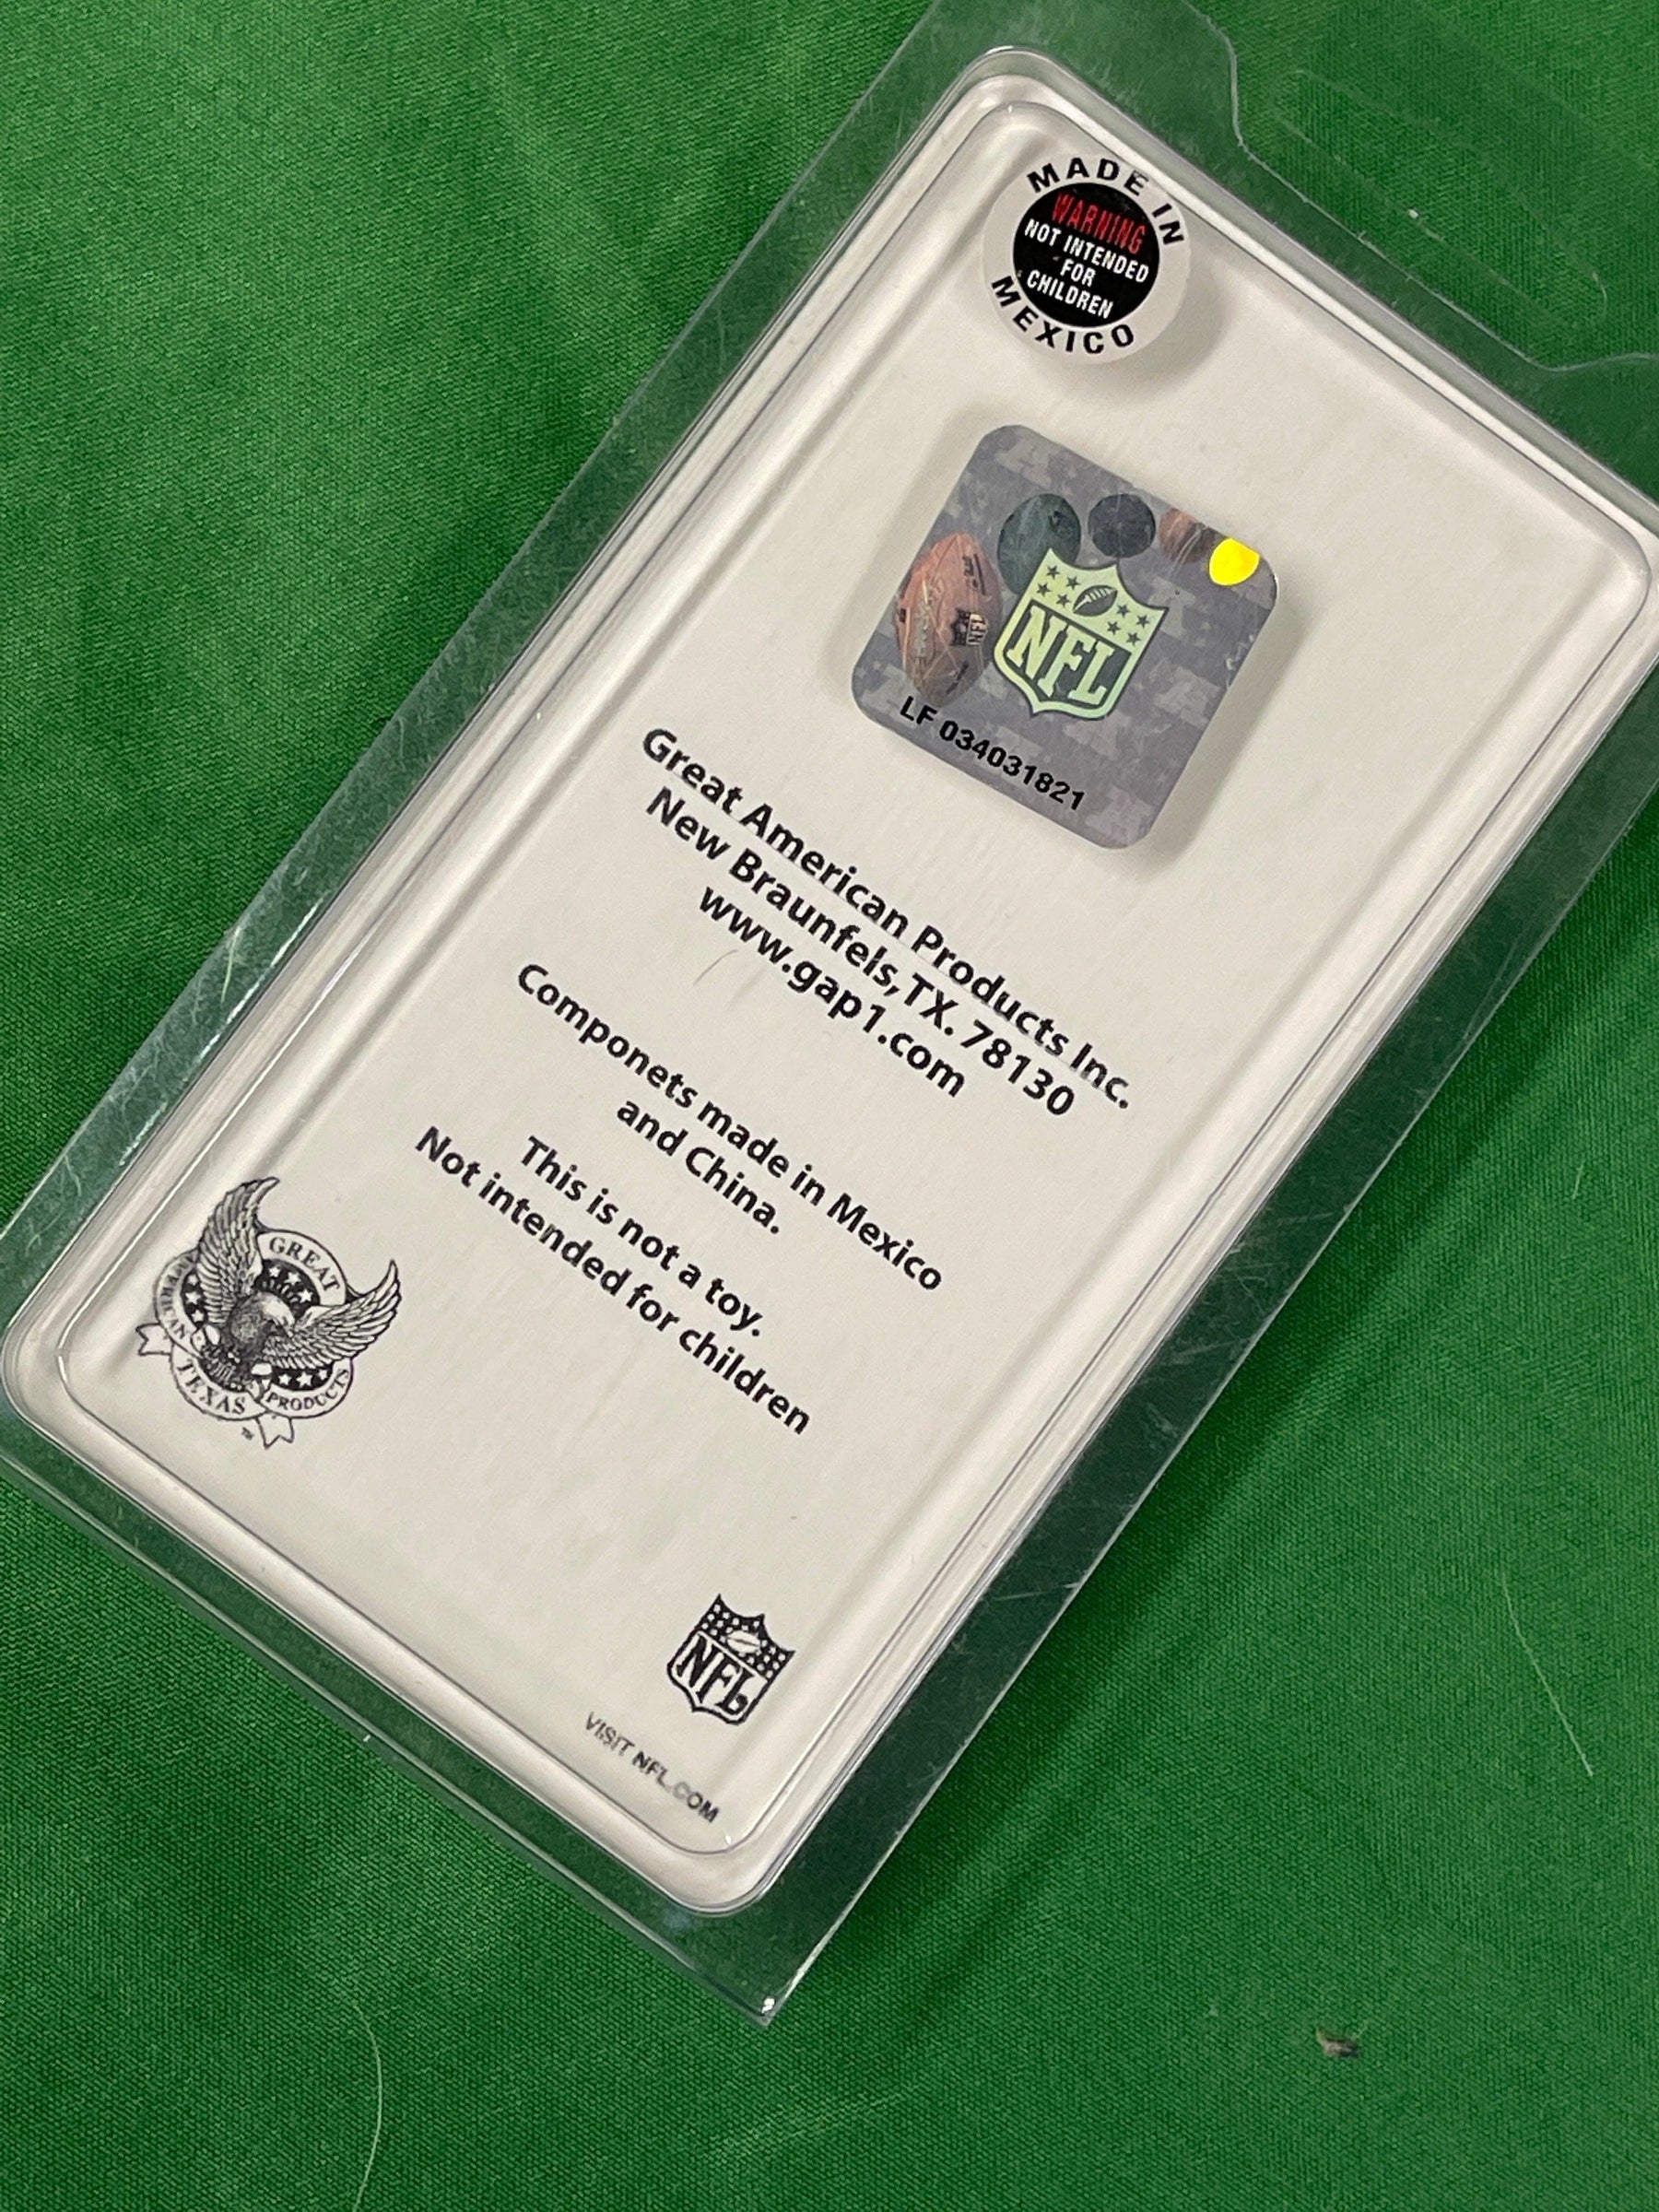 MADE IN
WARNING
NOT INTENDED
FOR
CHILDREN
MEXICO
NFL
LF 034031821
Great American Products Inc.
New Braunfels, TX. 78130
www.gap1.com
Componets made in Mexico
and China.
This is not a toy.
Not intended for children
GREAT
AMERICAN
TEXAS
PRODUCTS
TM
NFL
VISIT NFL.COM